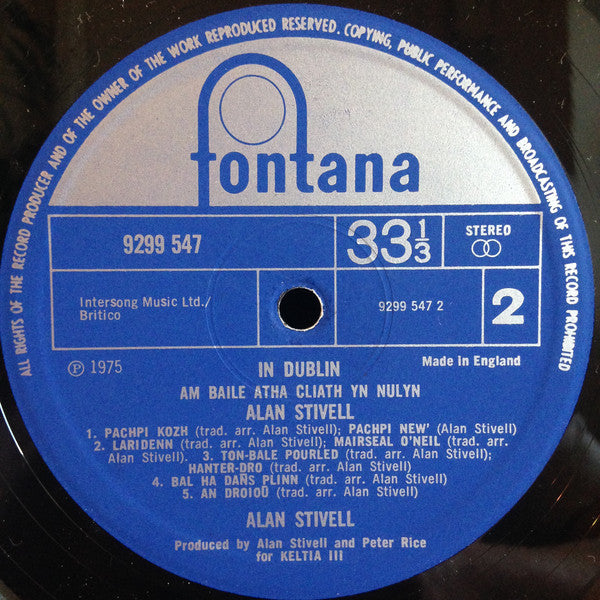 ALL RIGHTS OF THE RECORD PRODUCER AND OF THE OWNER OF THE WORK REPRODUCED RESERVED. COPYING, PUBLIC PERFORMANCE AND BROADCASTING OF THIS RECORD PROHIBITED
fontana
9299 547
33 1/3
STEREO
Intersong Music Ltd./
Britico
9299 547 2
2
℗ 1975
IN DUBLIN
Made in England
AM BAILE ATHA CLIATH YN NULYN
ALAN STIVELL
1. PACHPI KOZH (trad. arr. Alan Stivell); PACHPI NEW' (Alan Stivell)
2. LARIDENN (trad. arr. Alan Stivell); MAIRSEAL O'NEIL (trad. arr.
Alan Stivell). 3. TON-BALE POURLED (trad. arr. Alan Stivell);
HANTER-DRO (trad. arr. Alan Stivell)
4. BAL HA DAÑS PLINN (trad. arr. Alan Stivell)
5. AN DROIOÙ (trad. arr. Alan Stivell)
ALAN STIVELL
Produced by Alan Stivell and Peter Rice
for KELTIA III